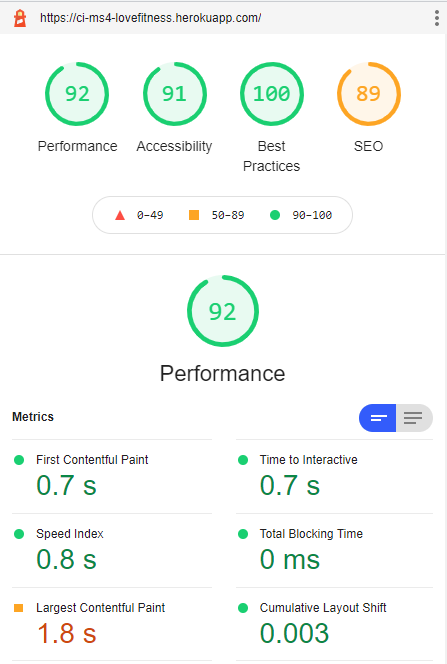 https://ci-ms4-lovefitness.herokuapp.com/
92 91 100 89
Performance Accessibility Best Practices SEO
0–49 50–89 90–100
92
Performance
Metrics
First Contentful Paint
0.7 s
Time to Interactive
0.7 s
Speed Index
0.8 s
Total Blocking Time
0 ms
Largest Contentful Paint
1.8 s
Cumulative Layout Shift
0.003